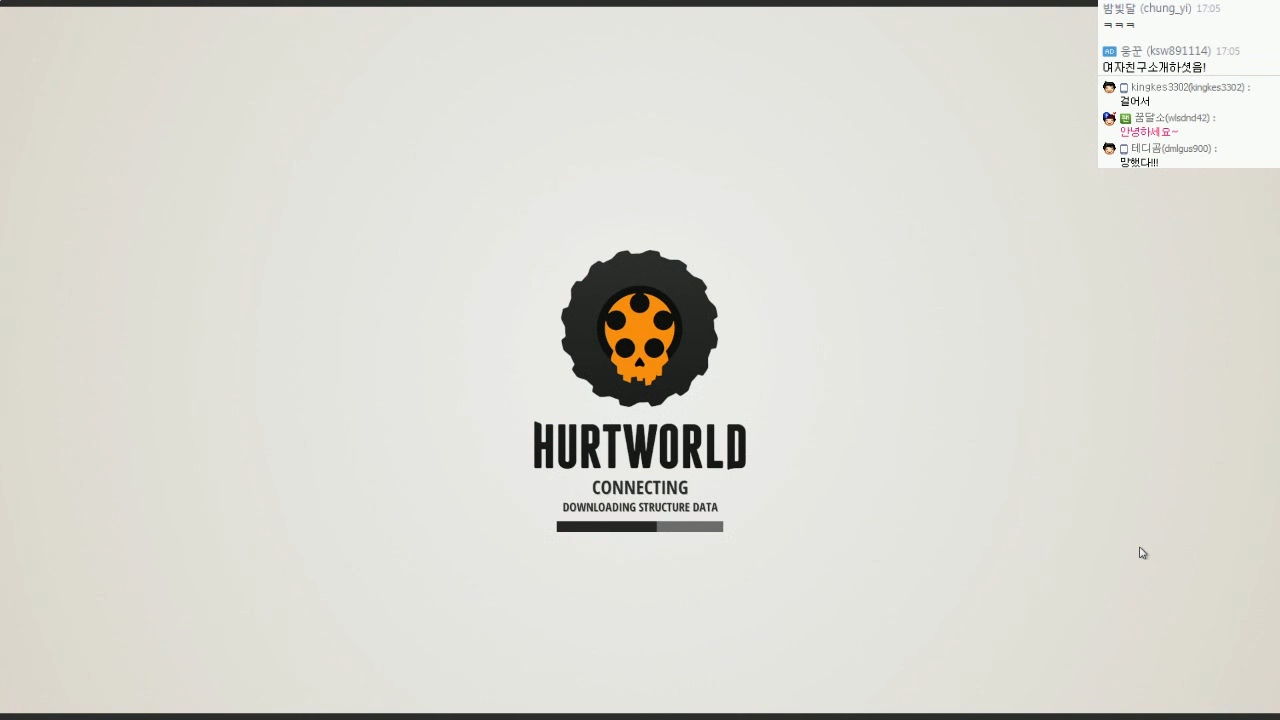 밤빛달 (chung_yi) 17:05
ㅋㅋㅋ
AD 웅꾼 (ksw891114) 17:05
여자친구소개하셧음!
kingkes3302(kingkes3302) :
걸어서
팬 꿈달소(wlsdnd42) :
안녕하세요~
테디곰(dmlgus900) :
망했다!!!
HURTWORLD
CONNECTING
DOWNLOADING STRUCTURE DATA